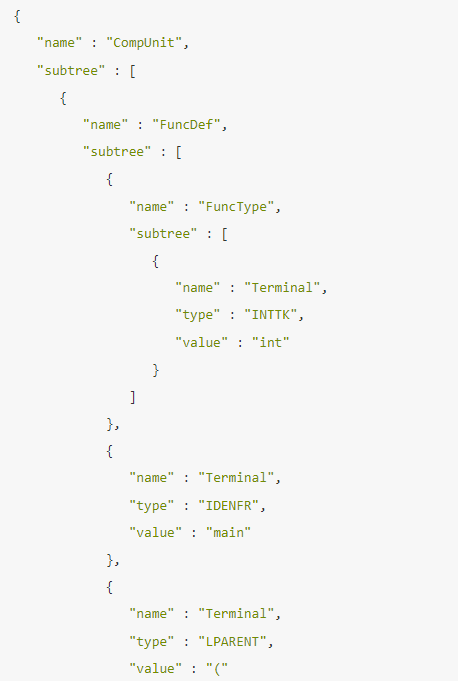 {
"name" : "CompUnit",
"subtree" : [
{
"name" : "FuncDef",
"subtree" : [
{
"name" : "FuncType",
"subtree" : [
{
"name" : "Terminal",
"type" : "INTTK",
"value" : "int"
}
]
},
{
"name" : "Terminal",
"type" : "IDENFR",
"value" : "main"
},
{
"name" : "Terminal",
"type" : "LPARENT",
"value" : "("